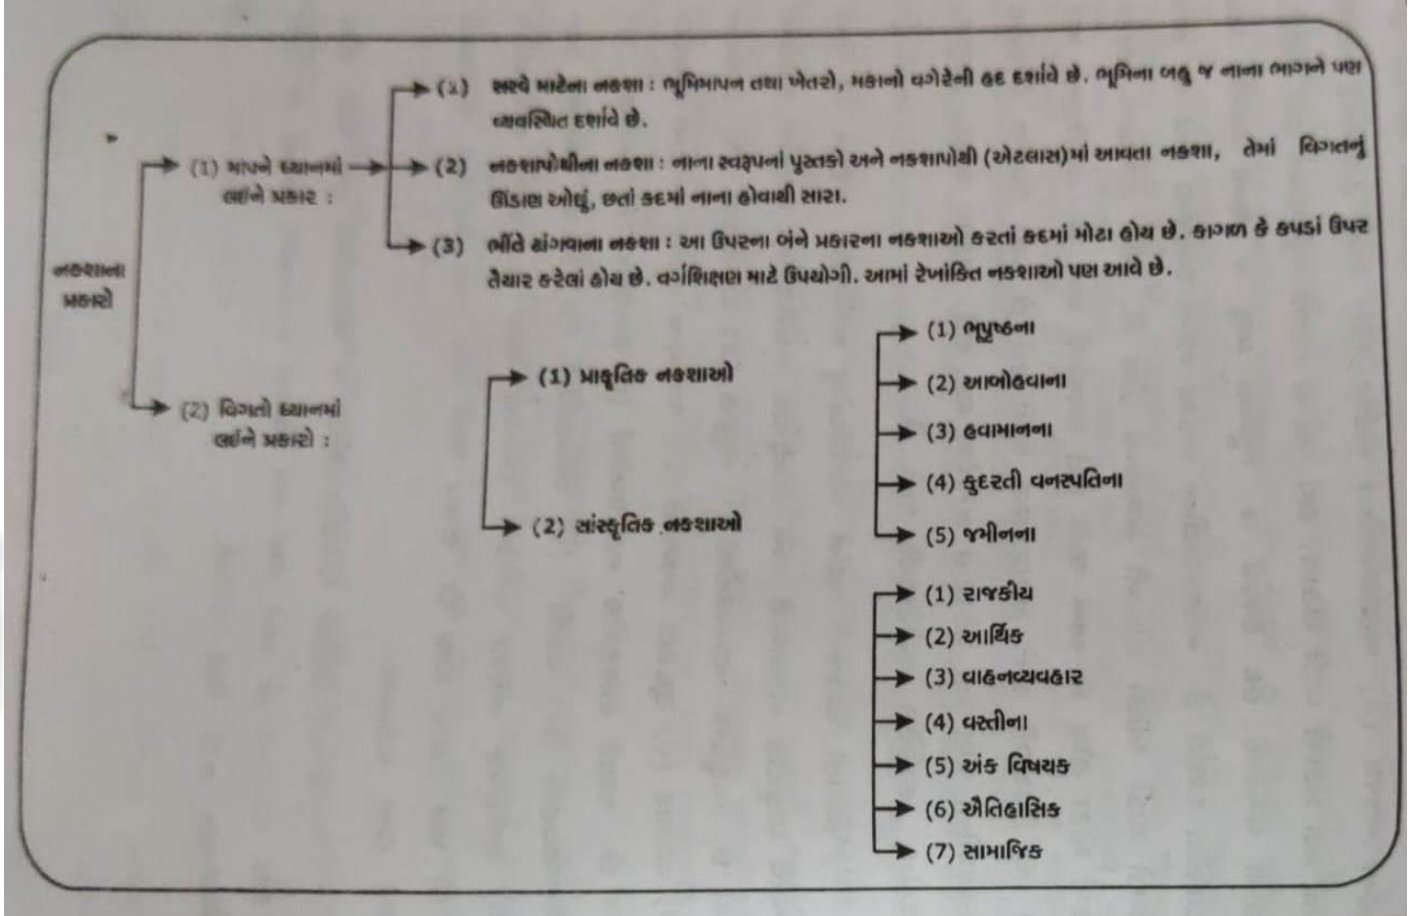 નકશાના
પ્રકારો
(1) માપને ધ્યાનમાં
લઈને પ્રકાર :
(૧) સરવે માટેના નકશા : ભૂમિમાપન તથા ખેતરો, મકાનો વગેરેની હદ દર્શાવે છે. ભૂમિના બહુ જ નાના ભાગને પણ
વ્યવસ્થિત દર્શાવે છે.
(2) નકશાપોથીના નકશા : નાના સ્વરૂપનાં પુસ્તકો અને નકશાપોથી (એટલાસ)માં આવતા નકશા, તેમાં વિગતનું
ઊંડાણ ઓછું, છતાં કદમાં નાના હોવાથી સારા.
(3) ભીંતે ટાંગવાના નકશા : આ ઉપરના બંને પ્રકારના નકશાઓ કરતાં કદમાં મોટા હોય છે. કાગળ કે કપડાં ઉપર
તૈયાર કરેલાં હોય છે. વર્ગશિક્ષણ માટે ઉપયોગી. આમાં રેખાંકિત નકશાઓ પણ આવે છે.
(2) વિગતો ધ્યાનમાં
લઈને પ્રકારો :
(1) પ્રાકૃતિક નકશાઓ
(1) ભૂપૃષ્ઠના
(2) આબોહવાના
(3) હવામાનના
(4) કુદરતી વનસ્પતિના
(5) જમીનના
(2) સાંસ્કૃતિક નકશાઓ
(1) રાજકીય
(2) આર્થિક
(3) વાહનવ્યવહાર
(4) વસ્તીના
(5) અંક વિષયક
(6) ઐતિહાસિક
(7) સામાજિક